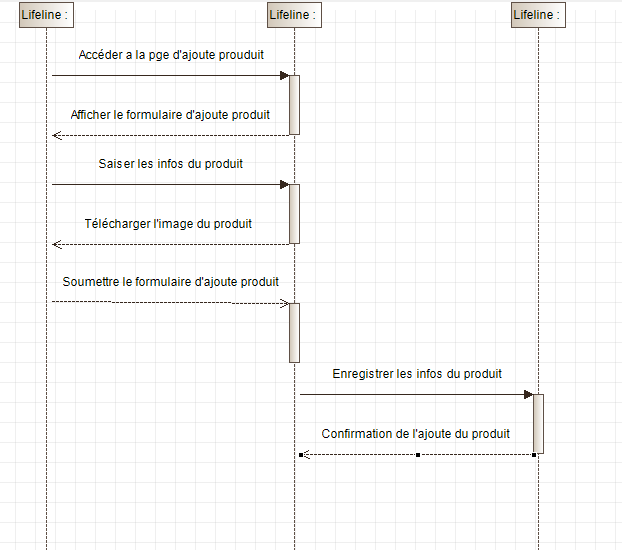 Lifeline :
Lifeline :
Lifeline :
Accéder a la pge d'ajoute prouduit
Afficher le formulaire d'ajoute produit
Saiser les infos du produit
Télécharger l'image du produit
Soumettre le formulaire d'ajoute produit
Enregistrer les infos du produit
Confirmation de l'ajoute du produit